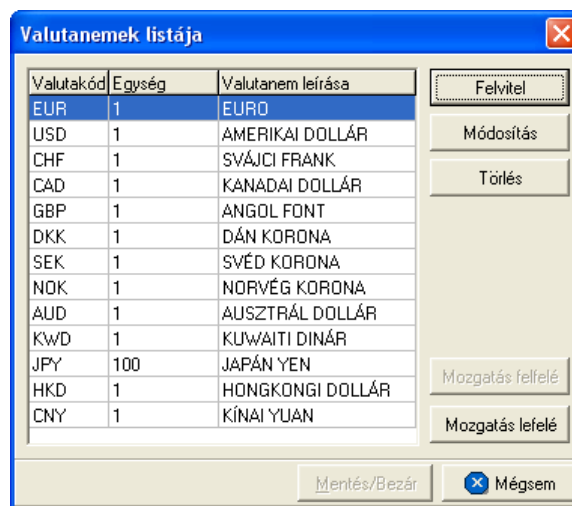 Valutanemek listája
Valutakód Egység Valutanem leírása
EUR 1 EURO
USD 1 AMERIKAI DOLLÁR
CHF 1 SVÁJCI FRANK
CAD 1 KANADAI DOLLÁR
GBP 1 ANGOL FONT
DKK 1 DÁN KORONA
SEK 1 SVÉD KORONA
NOK 1 NORVÉG KORONA
AUD 1 AUSZTRÁL DOLLÁR
KWD 1 KUWAITI DINÁR
JPY 100 JAPÁN YEN
HKD 1 HONGKONGI DOLLÁR
CNY 1 KÍNAI YUAN
Felvitel
Módosítás
Törlés
Mozgatás felfelé
Mozgatás lefelé
Mentés/Bezár
Mégsem